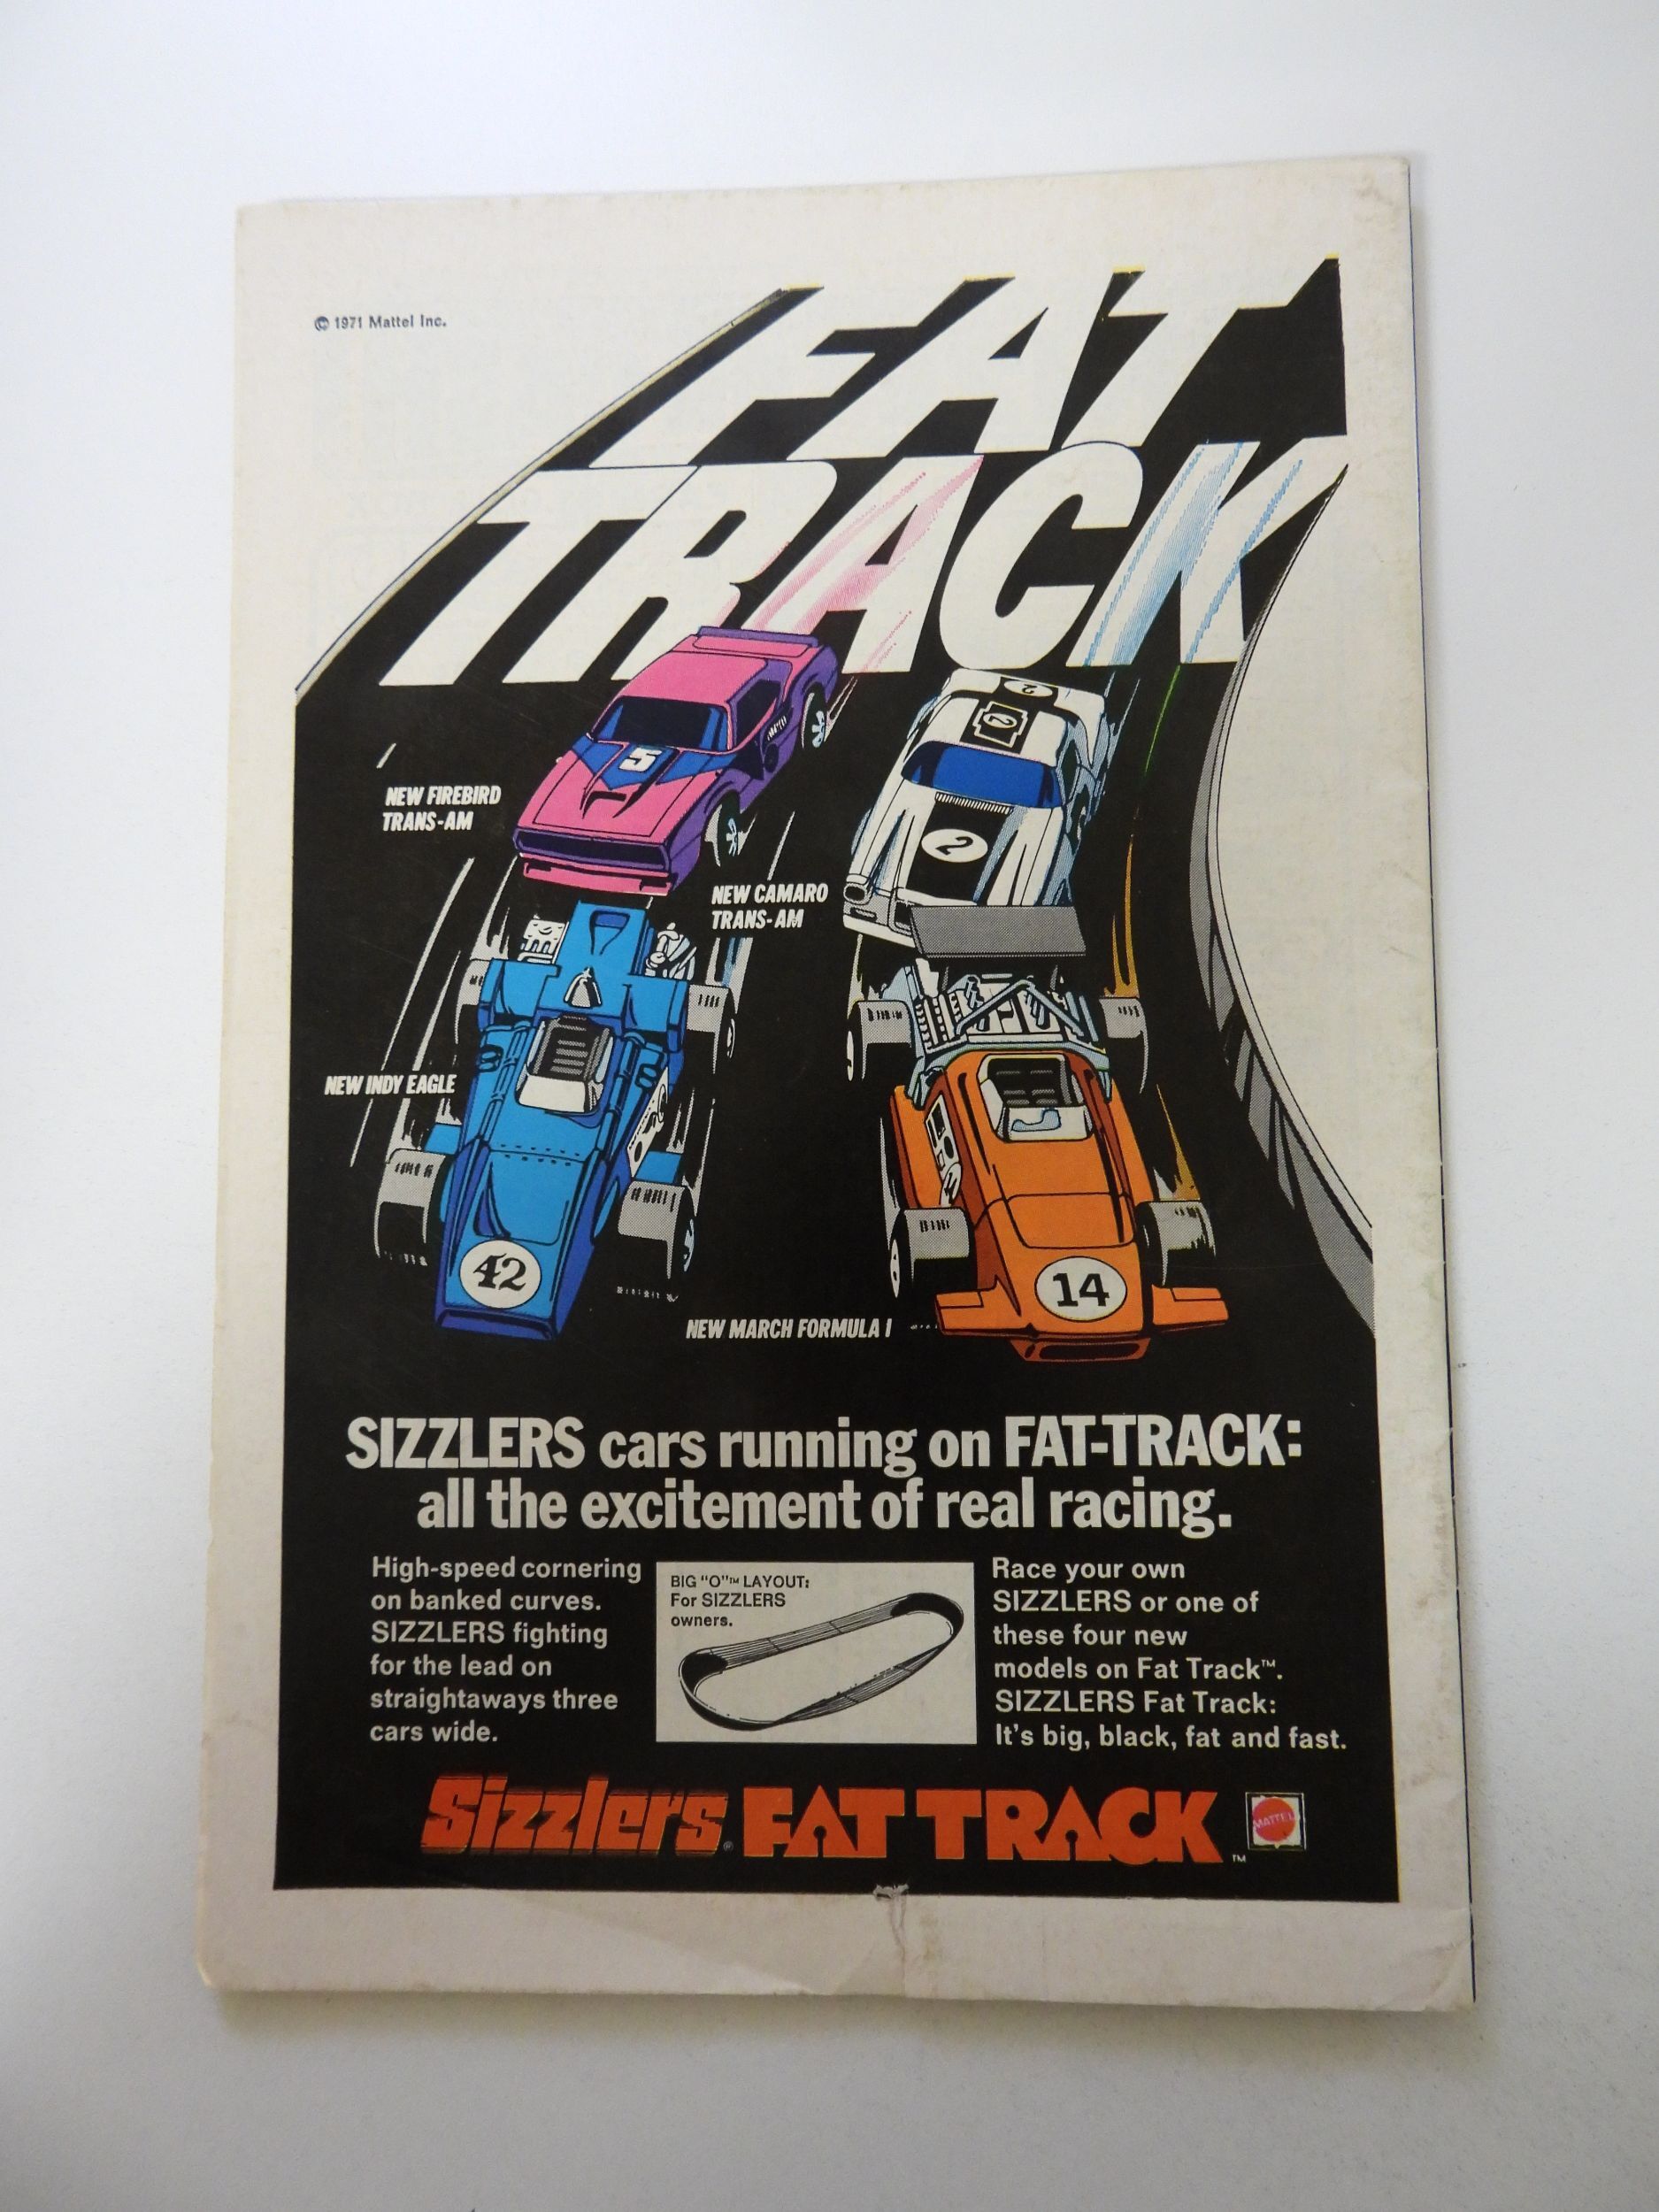 © 1971 Mattel Inc.
FAT
TRACK
5
2
2
2
NEW FIREBIRD
TRANS-AM
NEW CAMARO
TRANS-AM
NEW INDY EAGLE
42
14
NEW MARCH FORMULA I
SIZZLERS cars running on FAT-TRACK:
all the excitement of real racing.
High-speed cornering
on banked curves.
SIZZLERS fighting
for the lead on
straightaways three
cars wide.
BIG "O"™ LAYOUT:
For SIZZLERS
owners.
Race your own
SIZZLERS or one of
these four new
models on Fat Track™.
SIZZLERS Fat Track:
It's big, black, fat and fast.
Sizzlers® FAT TRACK™
MATTEL